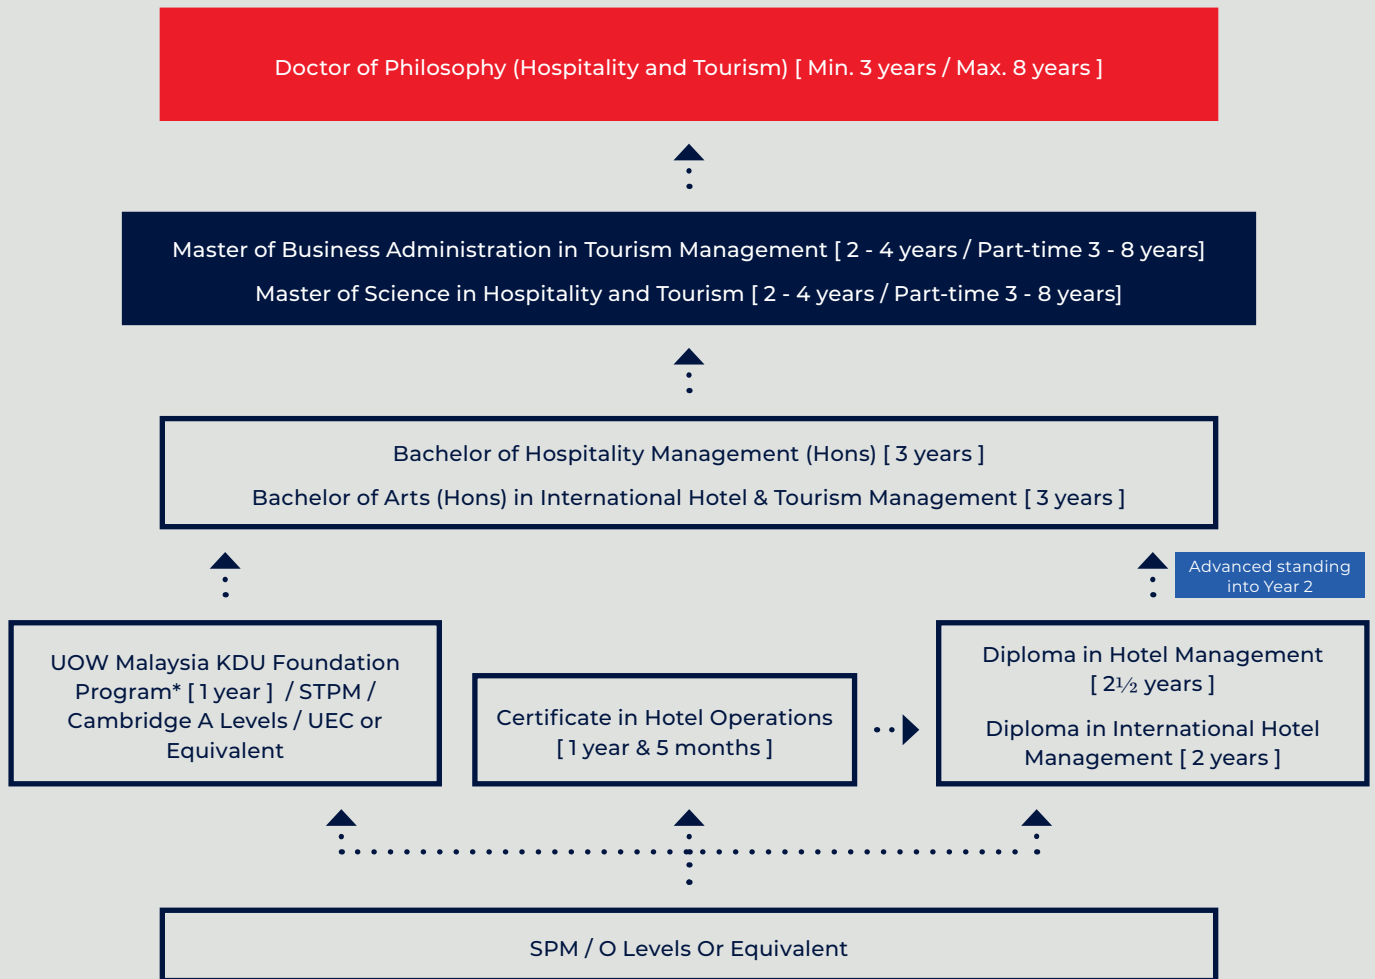 Doctor of Philosophy (Hospitality and Tourism) [ Min. 3 years / Max. 8 years ]
Master of Business Administration in Tourism Management [ 2 - 4 years / Part-time 3 - 8 years]
Master of Science in Hospitality and Tourism [ 2 - 4 years / Part-time 3 - 8 years]
Bachelor of Hospitality Management (Hons) [ 3 years ]
Bachelor of Arts (Hons) in International Hotel & Tourism Management [ 3 years ]
Advanced standing
into Year 2
UOW Malaysia KDU Foundation
Program* [ 1 year ] / STPM /
Cambridge A Levels / UEC or
Equivalent
Certificate in Hotel Operations
[ 1 year & 5 months ]
Diploma in Hotel Management
[ 2½ years ]
Diploma in International Hotel
Management [ 2 years ]
SPM / O Levels Or Equivalent